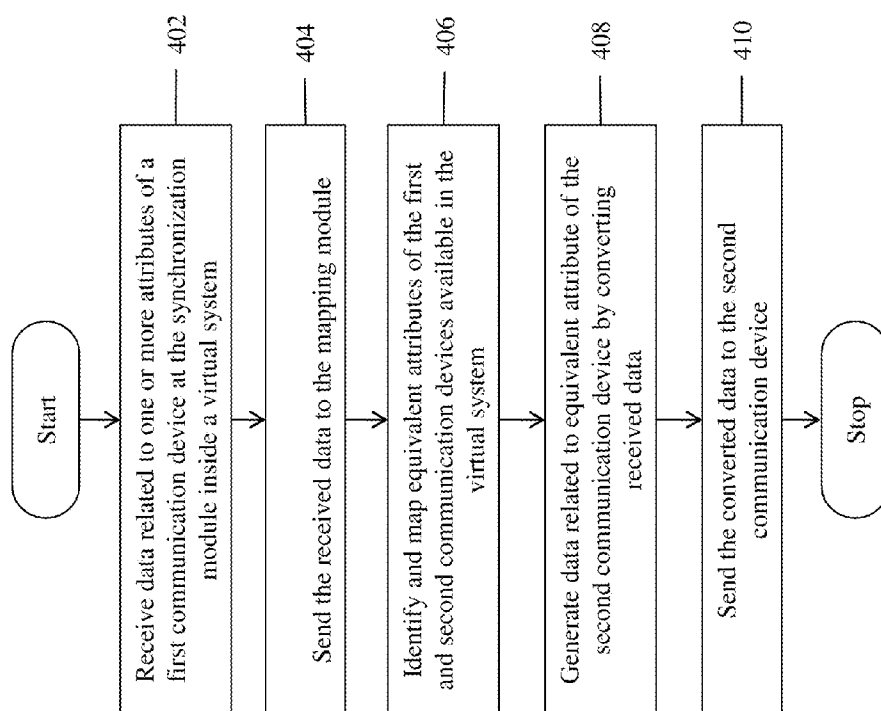 Start
Receive data related to one or more attributes of a
first communication device at the synchronization
module inside a virtual system
402
Send the received data to the mapping module
404
Identify and map equivalent attributes of the first
and second communication devices available in the
virtual system
406
Generate data related to equivalent attribute of the
second communication device by converting
received data
408
Send the converted data to the second
communication device
410
Stop